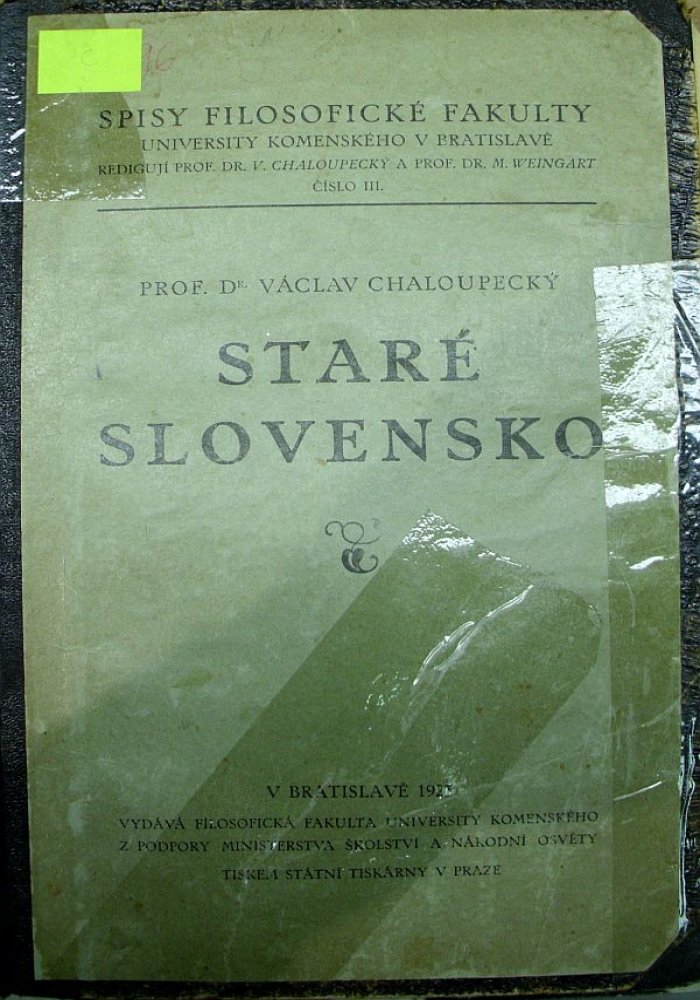 SPISY FILOSOFICKÉ FAKULTY
UNIVERSITY KOMENSKÉHO V BRATISLAVĚ
REDIGUJÍ PROF. DR. V. CHALOUPECKÝ A PROF. DR. M. WEINGART
ČÍSLO III.
PROF. DR. VÁCLAV CHALOUPECKÝ
STARÉ
SLOVENSKO
V BRATISLAVĚ
VYDÁVÁ FILOSOFICKÁ FAKULTA UNIVERSITY KOMENSKÉHO
Z PODPORY MINISTERSTVA ŠKOLSTVÍ A NÁRODNÍ OSVĚTY
TISKEM STÁTNÍ TISKÁRNY V PRAZE